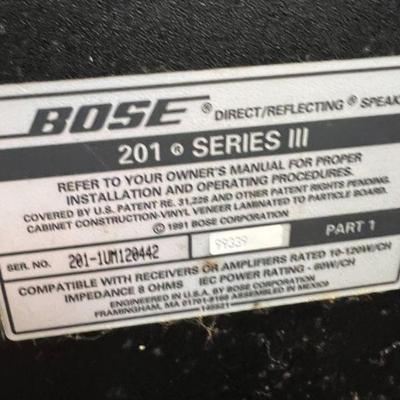 BOSE ® DIRECT/REFLECTING ® SPEAK
201 ® SERIES III
REFER TO YOUR OWNER'S MANUAL FOR PROPER
INSTALLATION AND OPERATING PROCEDURES.
COVERED BY U.S. PATENT RE. 31,228 AND OTHER PATENT RIGHTS PENDING.
CABINET CONSTRUCTION-VINYL VENEER LAMINATED TO PARTICLE BOARD.
© 1991 BOSE CORPORATION
SER. NO. 201-1UM120442 99339 PART 1
COMPATIBLE WITH RECEIVERS OR AMPLIFIERS RATED 10-120W/CH
IMPEDANCE 8 OHMS IEC POWER RATING - 60W/CH
ENGINEERED IN U.S.A. BY BOSE CORPORATION
FRAMINGHAM, MA 01701-9168 ASSEMBLED IN MEXICO